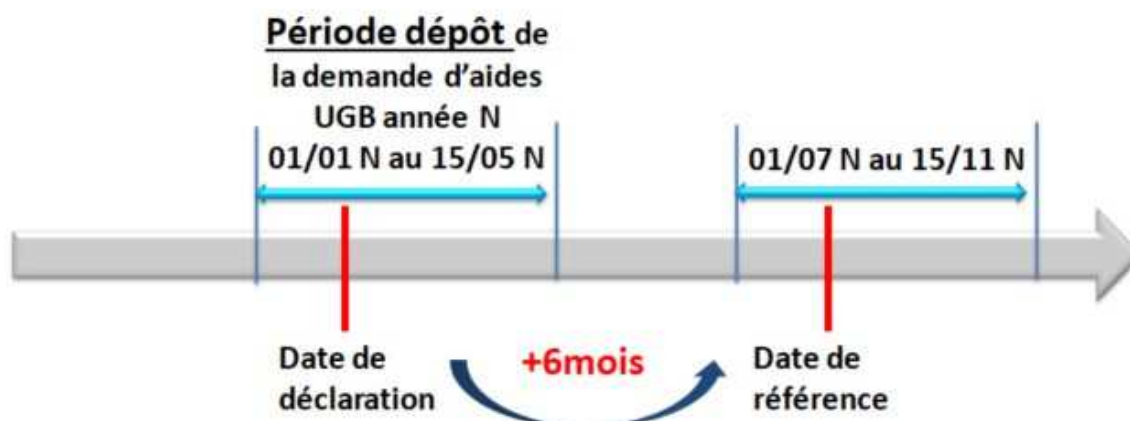 Période dépôt de
la demande d’aides
UGB année N
01/01 N au 15/05 N
01/07 N au 15/11 N
Date de
déclaration
+6mois
Date de
référence